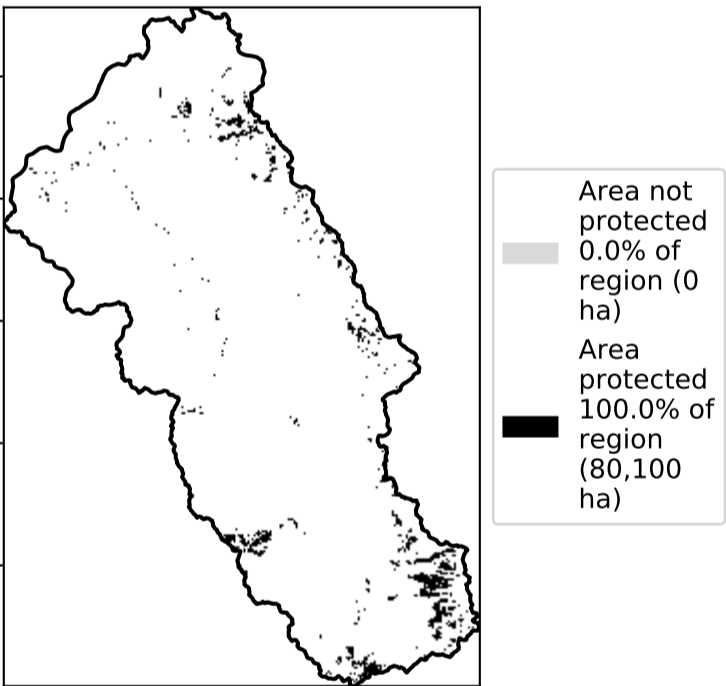 Area not
protected
0.0% of
region (0
ha)
Area
protected
100.0% of
region
(80,100
ha)